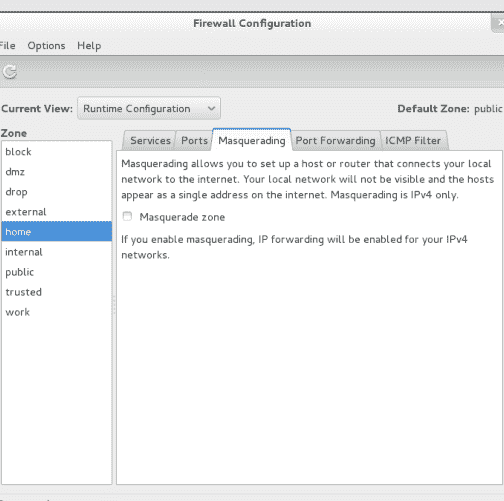 Firewall Configuration
File Options Help
Current View: Runtime Configuration Default Zone: public
Zone
Services Ports Masquerading Port Forwarding ICMP Filter
block
dmz
drop
external
home
internal
public
trusted
work
Masquerading allows you to set up a host or router that connects your local
network to the internet. Your local network will not be visible and the hosts
appear as a single address on the internet. Masquerading is IPv4 only.
Masquerade zone
If you enable masquerading, IP forwarding will be enabled for your IPv4
networks.